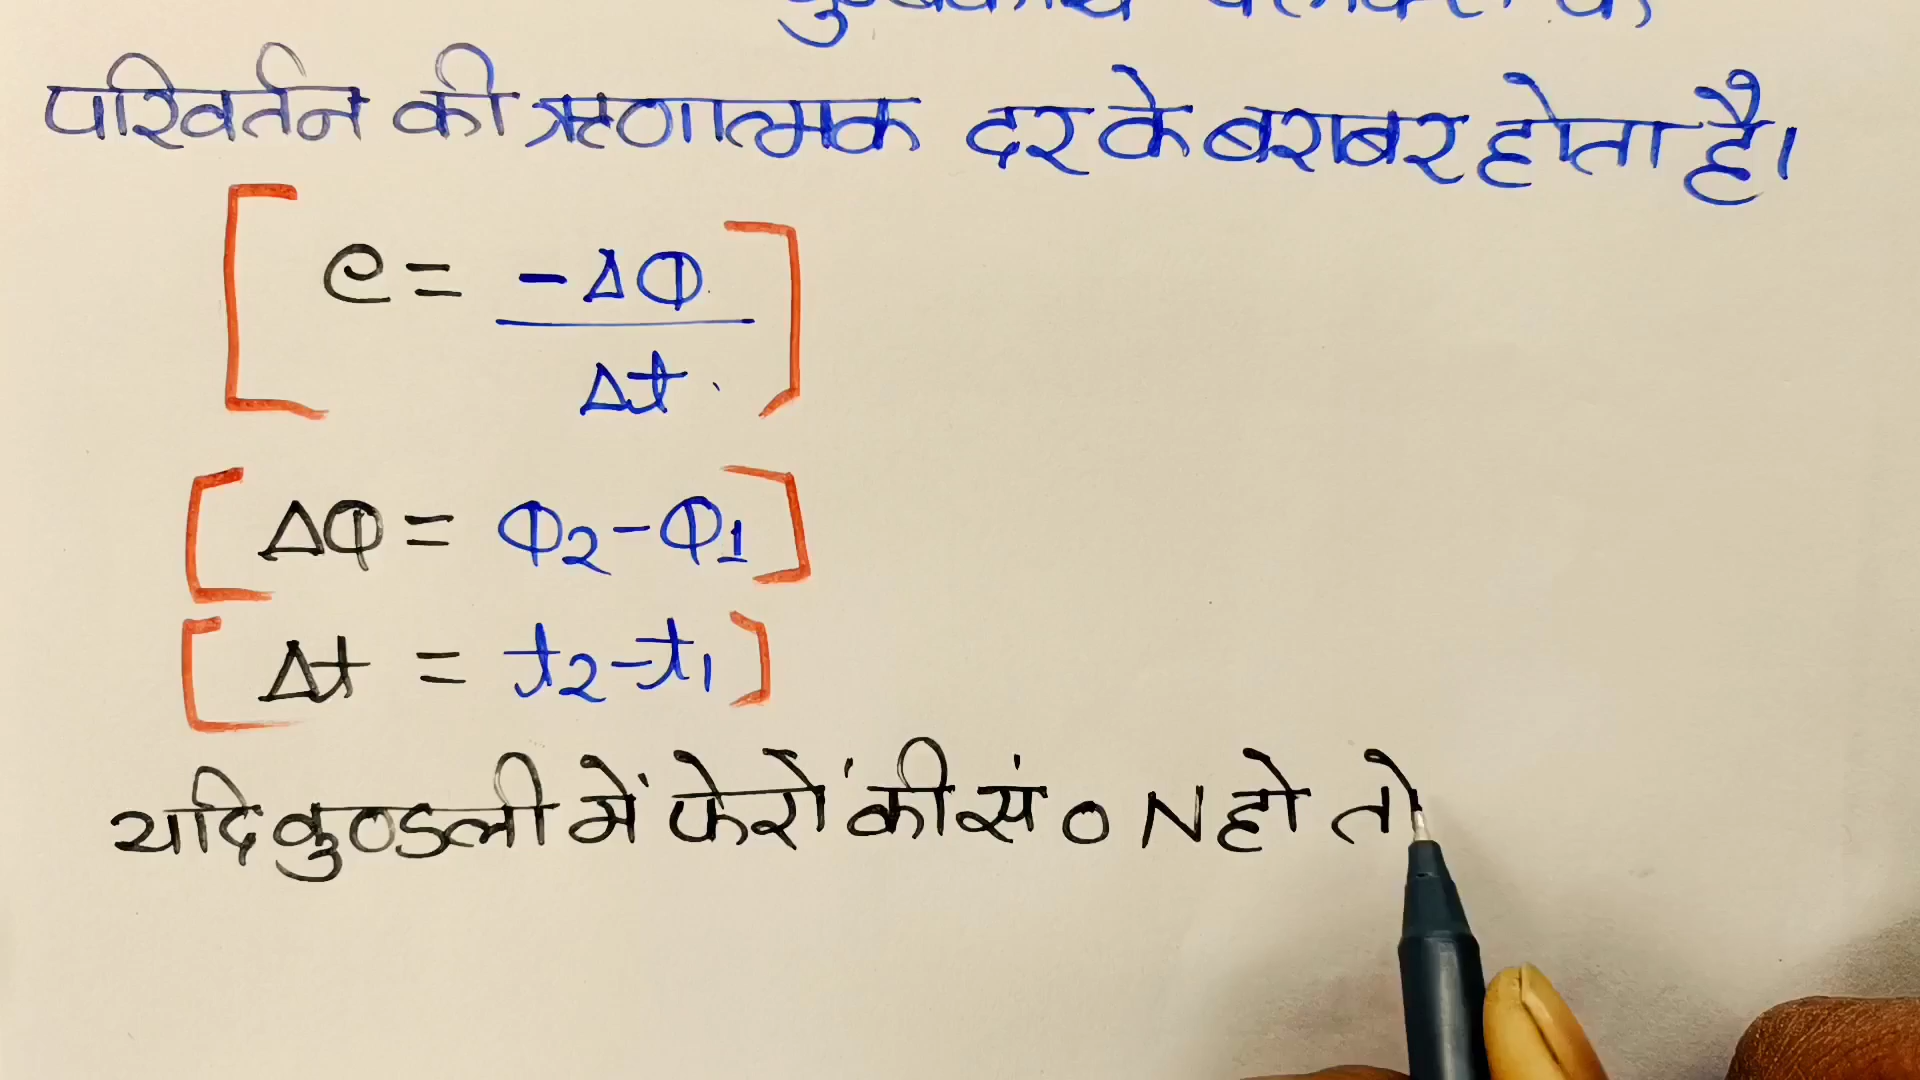 परिवर्तन की ऋणात्मक दर के बराबर होता है।
e = -ΔΦ
Δt
ΔΦ = Φ2 - Φ1
Δt = t2 - t1
यदि कुण्डली में फेरों की सं० N हो तो